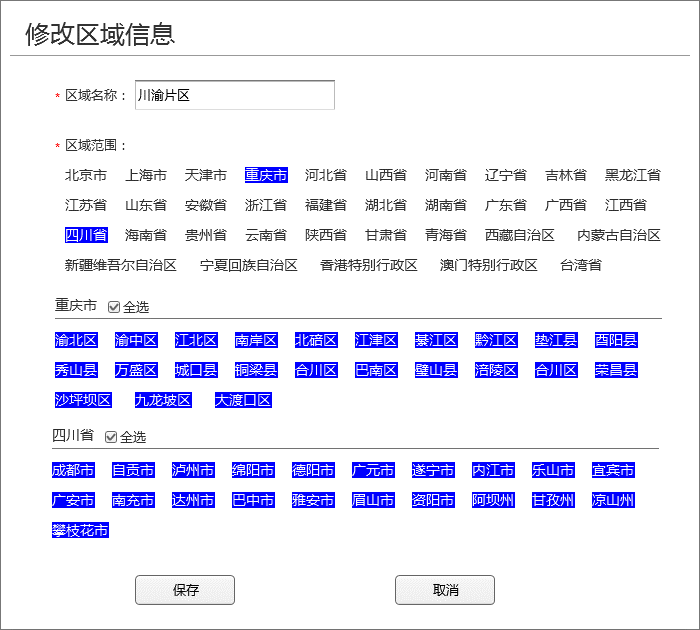 修改区域信息
* 区域名称： 川渝片区
* 区域范围：
北京市 上海市 天津市 重庆市 河北省 山西省 河南省 辽宁省 吉林省 黑龙江省
江苏省 山东省 安徽省 浙江省 福建省 湖北省 湖南省 广东省 广西省 江西省
四川省 海南省 贵州省 云南省 陕西省 甘肃省 青海省 西藏自治区 内蒙古自治区
新疆维吾尔自治区 宁夏回族自治区 香港特别行政区 澳门特别行政区 台湾省
重庆市 全选
渝北区 渝中区 江北区 南岸区 北碚区 江津区 綦江区 黔江区 垫江县 酉阳县
秀山县 万盛区 城口县 铜梁县 合川区 巴南区 璧山县 涪陵区 合川区 荣昌县
沙坪坝区 九龙坡区 大渡口区
四川省 全选
成都市 自贡市 泸州市 绵阳市 德阳市 广元市 遂宁市 内江市 乐山市 宜宾市
广安市 南充市 达州市 巴中市 雅安市 眉山市 资阳市 阿坝州 甘孜州 凉山州
攀枝花市
保存 取消